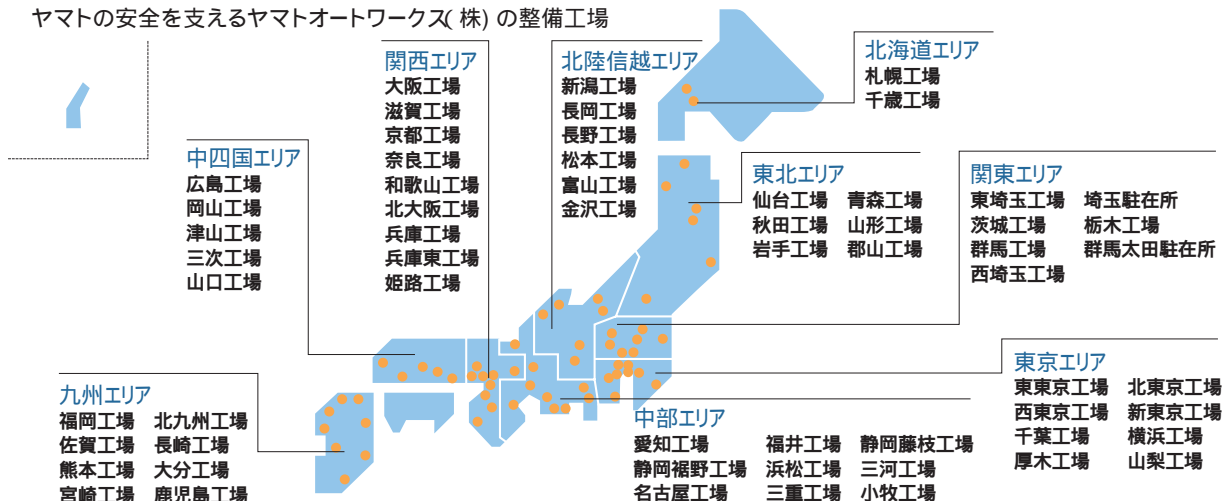 ヤマトの安全を支えるヤマトオートワークス(株)の整備工場
関西エリア
大阪工場
滋賀工場
京都工場
奈良工場
和歌山工場
北大阪工場
兵庫工場
兵庫東工場
姫路工場
北陸信越エリア
新潟工場
長岡工場
長野工場
松本工場
富山工場
金沢工場
北海道エリア
札幌工場
千歳工場
中四国エリア
広島工場
岡山工場
津山工場
三次工場
山口工場
東北エリア
仙台工場 青森工場
秋田工場 山形工場
岩手工場 郡山工場
関東エリア
東埼玉工場 埼玉駐在所
茨城工場 栃木工場
群馬工場 群馬太田駐在所
西埼玉工場
九州エリア
福岡工場 北九州工場
佐賀工場 長崎工場
熊本工場 大分工場
宮崎工場 鹿児島工場
中部エリア
愛知工場 福井工場 静岡藤枝工場
静岡裾野工場 浜松工場 三河工場
名古屋工場 三重工場 小牧工場
東京エリア
東東京工場 北東京工場
西東京工場 新東京工場
千葉工場 横浜工場
厚木工場 山梨工場